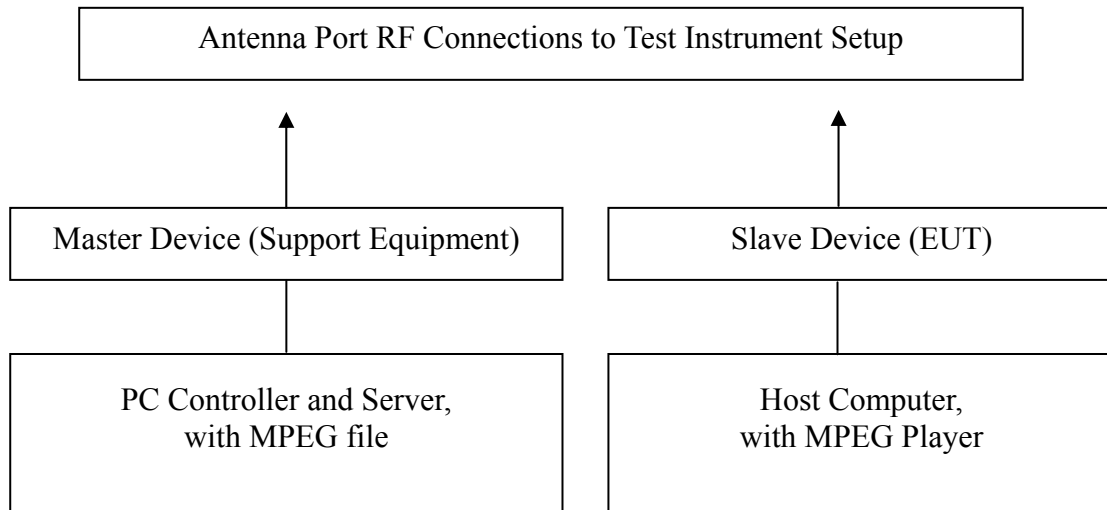 Antenna Port RF Connections to Test Instrument Setup
Master Device (Support Equipment)
Slave Device (EUT)
PC Controller and Server,
with MPEG file
Host Computer,
with MPEG Player